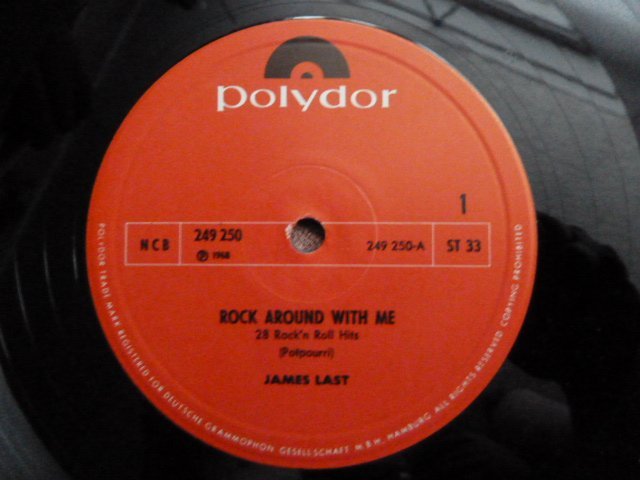 polydor
1
NCB
249 250
℗ 1968
249 250-A
ST 33
ROCK AROUND WITH ME
28 Rock'n Roll Hits
(Potpourri)
JAMES LAST
POLYDOR TRADE MARK REGISTERED FOR DEUTSCHE GRAMMOPHON GESELLSCHAFT M.B.H., HAMBURG. ALL RIGHTS RESERVED. COPYING PROHIBITED